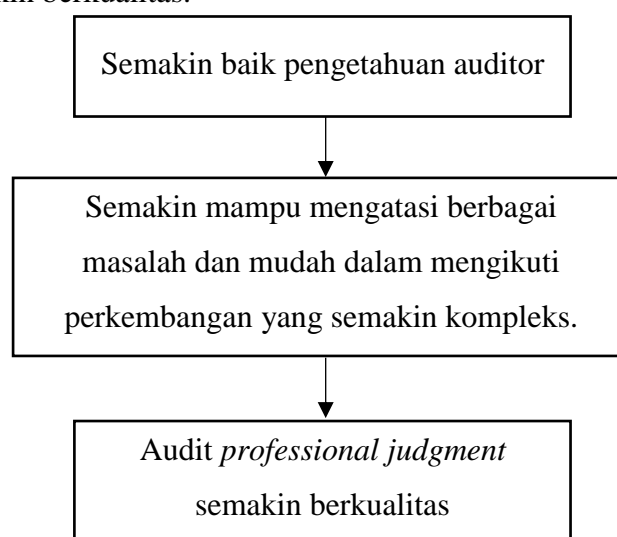 berkualitas.
Semakin baik pengetahuan auditor
Semakin mampu mengatasi berbagai
masalah dan mudah dalam mengikuti
perkembangan yang semakin kompleks.
Audit professional judgment
semakin berkualitas